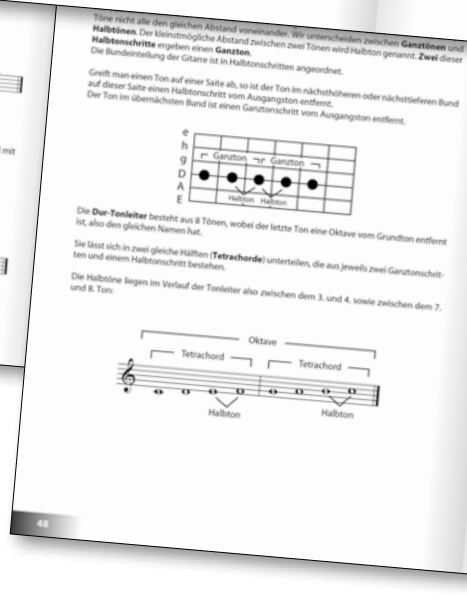 Töne nicht alle den gleichen Abstand voneinander. Wir unterscheiden zwischen Ganztönen und
Halbtönen. Der kleinstmögliche Abstand zwischen zwei Tönen wird Halbton genannt. Zwei dieser
Halbtonschritte ergeben einen Ganzton.
Die Bundeinteilung der Gitarre ist in Halbtonschritten angeordnet.
Greift man einen Ton auf einer Saite ab, so ist der Ton im nächsthöheren oder nächsttieferen Bund
auf dieser Saite einen Halbtonschritt vom Ausgangston entfernt.
Der Ton im übernächsten Bund ist einen Ganztonschritt vom Ausgangston entfernt.
mit
e
h
g
D
A
E
Ganzton Ganzton
Halbton Halbton
Die Dur-Tonleiter besteht aus 8 Tönen, wobei der letzte Ton eine Oktave vom Grundton entfernt
ist, also den gleichen Namen hat.
Sie lässt sich in zwei gleiche Hälften (Tetrachorde) unterteilen, die aus jeweils zwei Ganztonschrit-
ten und einem Halbtonschritt bestehen.
Die Halbtöne liegen im Verlauf der Tonleiter also zwischen dem 3. und 4. sowie zwischen dem 7.
und 8. Ton:
Oktave
Tetrachord Tetrachord
Halbton Halbton
48